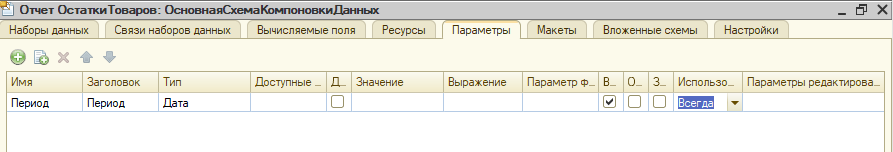 Отчет ОстаткиТоваров: ОсновнаяСхемаКомпоновкиДанных
Наборы данных Связи наборов данных Вычисляемые поля Ресурсы Параметры Макеты Вложенные схемы Настройки
Имя Заголовок Тип Доступные ... Д... Значение Выражение Параметр ф... В... О... З... Использо... Параметры редактирова...
Период Период Дата Всегда